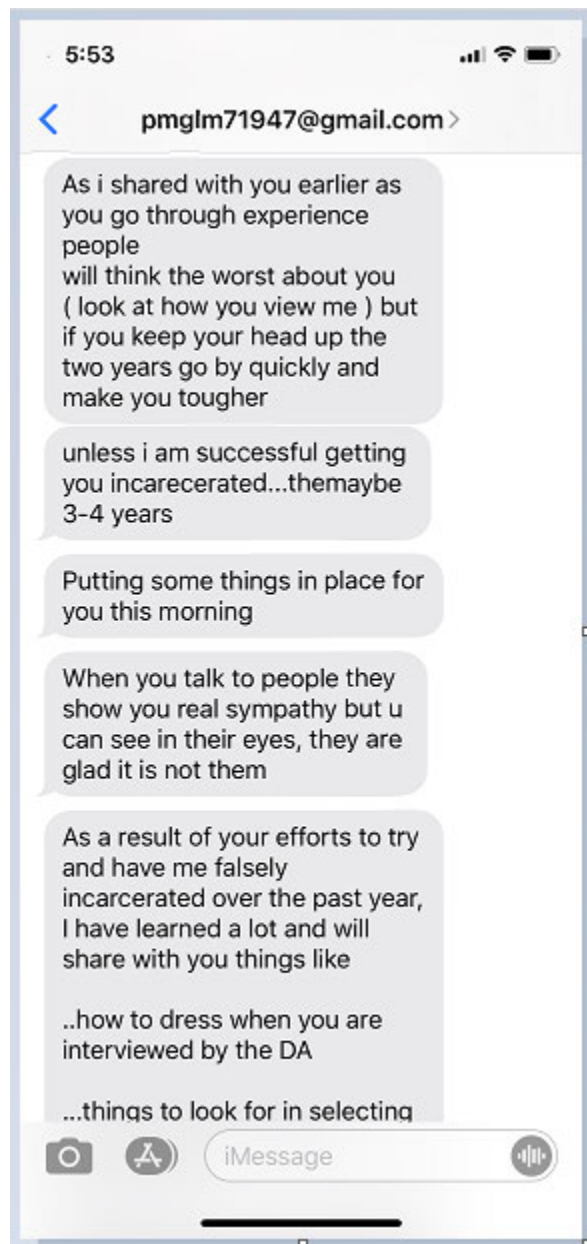 5:53
pmglm71947@gmail.com
As i shared with you earlier as
you go through experience
people
will think the worst about you
( look at how you view me ) but
if you keep your head up the
two years go by quickly and
make you tougher
unless i am successful getting
you incarecerated...themaybe
3-4 years
Putting some things in place for
you this morning
When you talk to people they
show you real sympathy but u
can see in their eyes, they are
glad it is not them
As a result of your efforts to try
and have me falsely
incarcerated over the past year,
I have learned a lot and will
share with you things like
..how to dress when you are
interviewed by the DA
...things to look for in selecting
iMessage